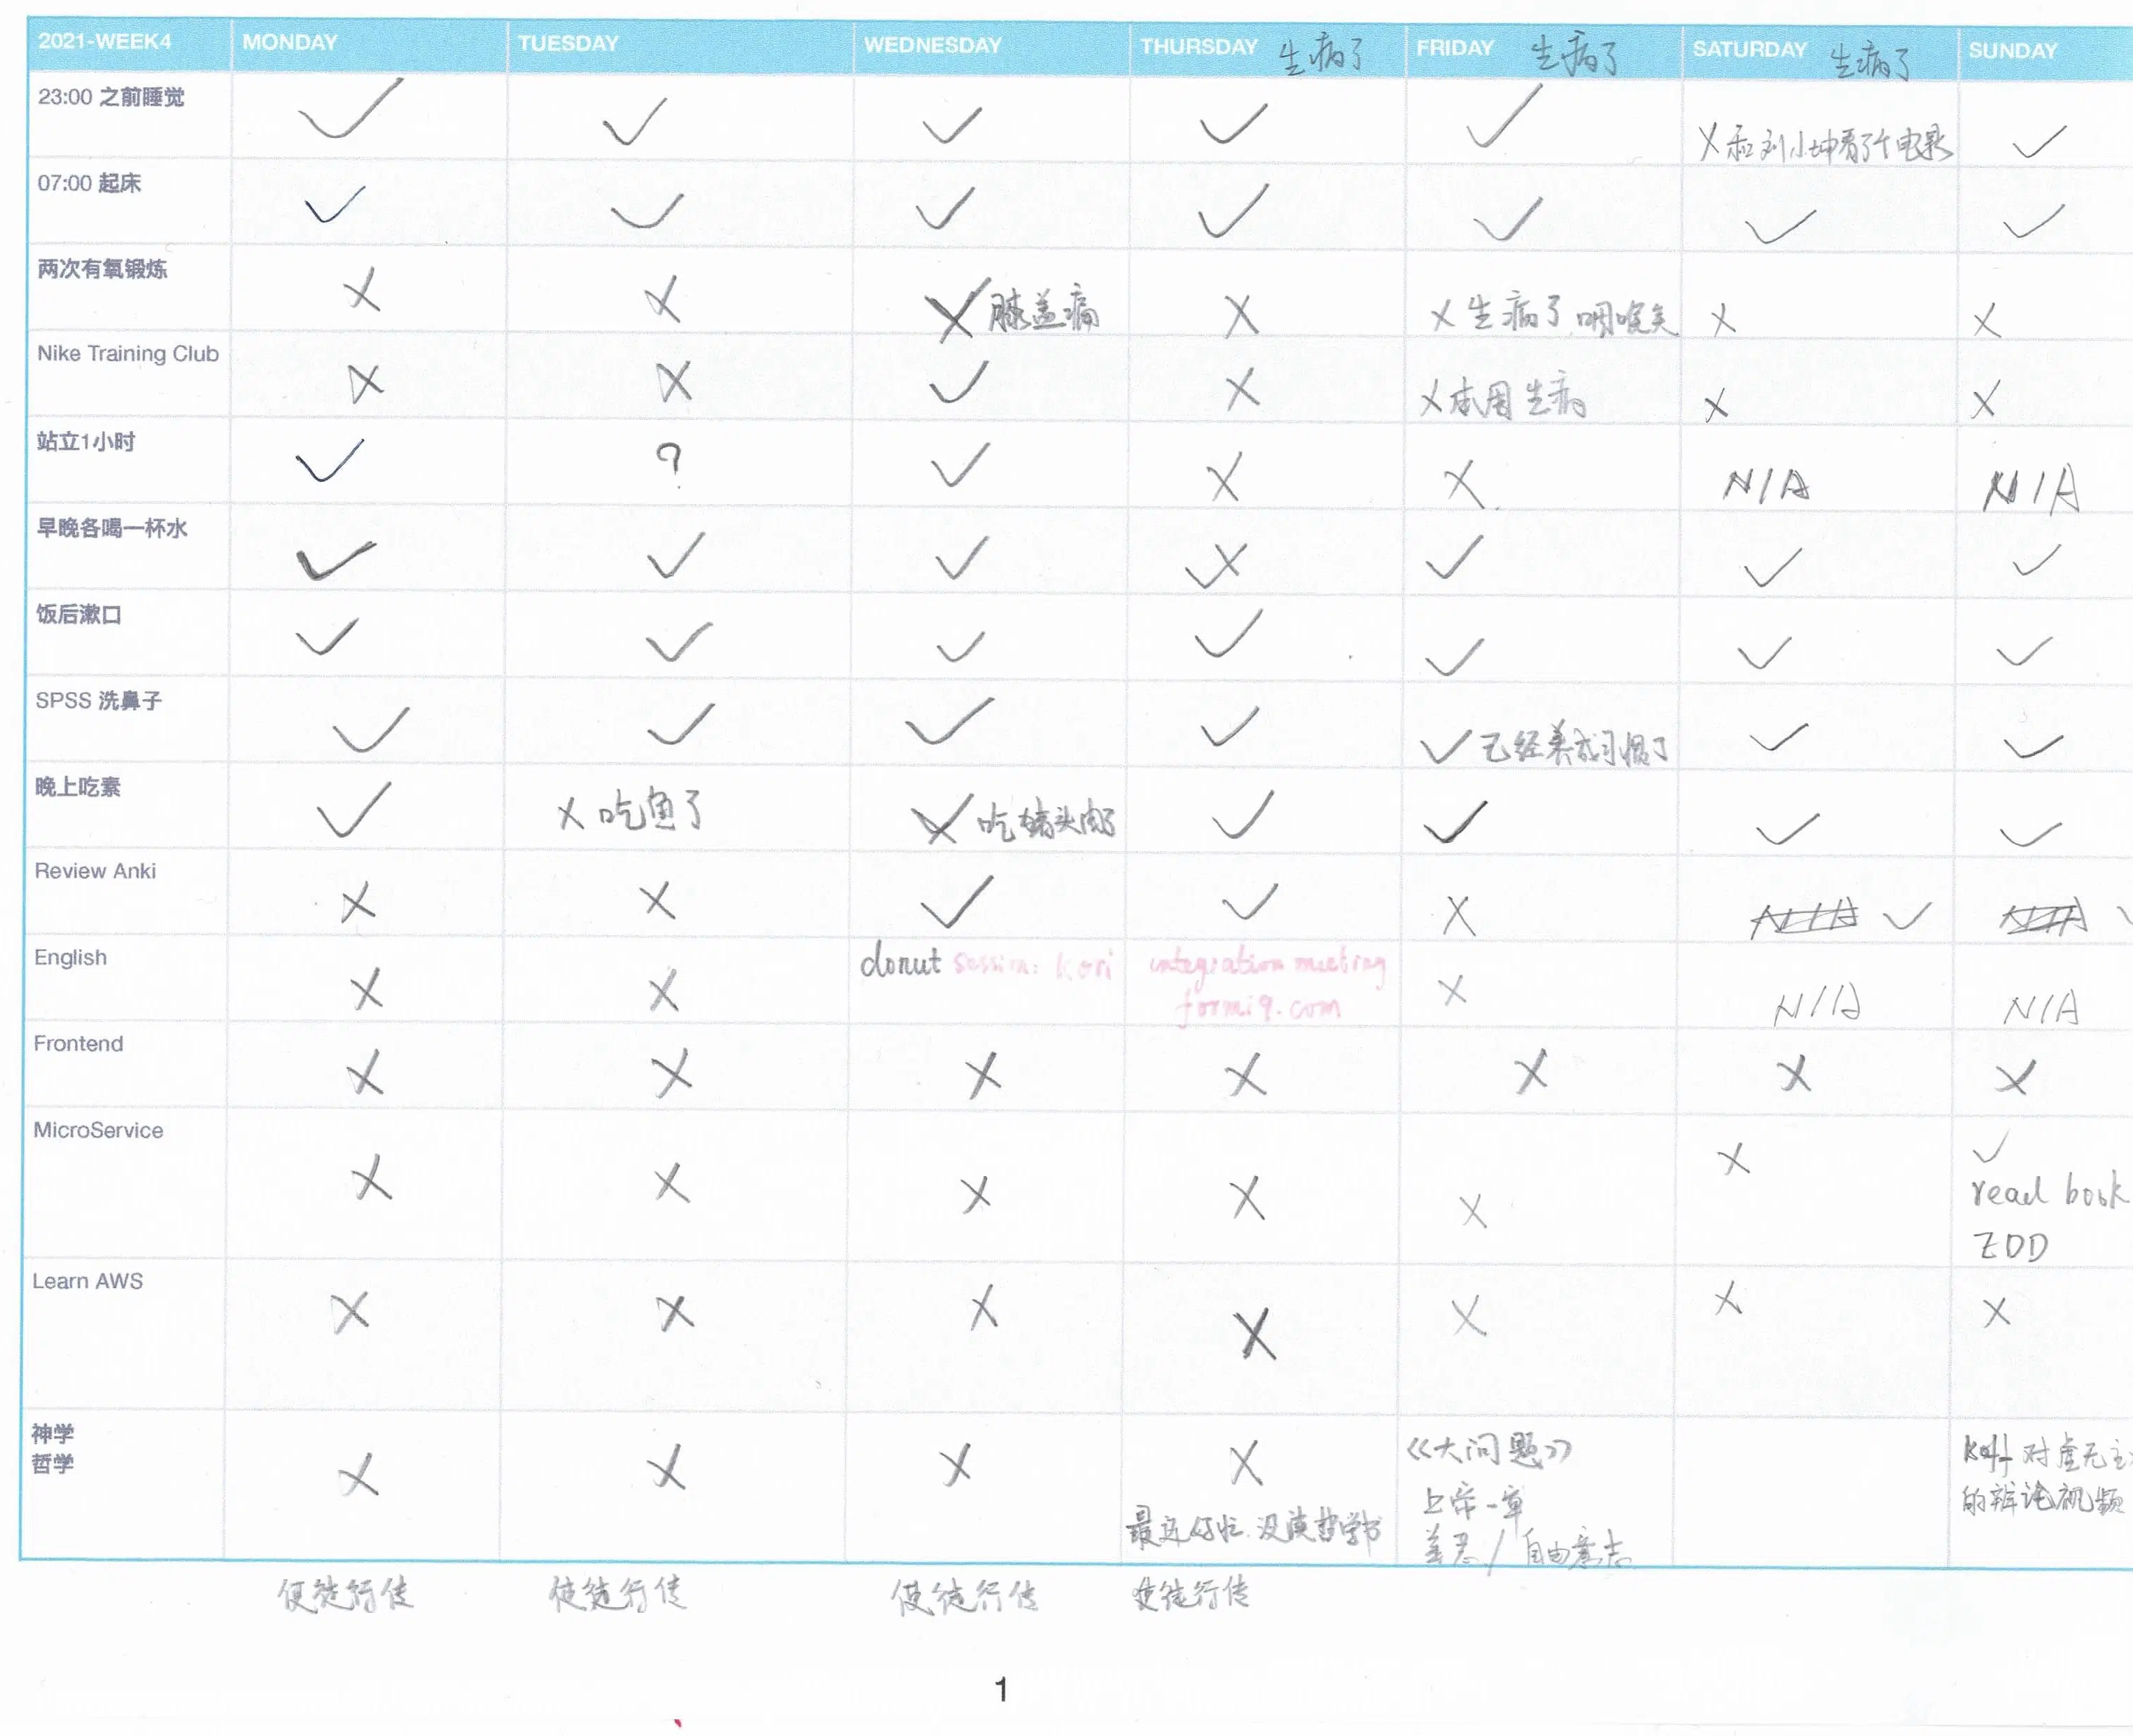 2021-WEEK4 MONDAY TUESDAY WEDNESDAY THURSDAY 生病了 FRIDAY 生病了 SATURDAY 生病了 SUNDAY
23:00 之前睡觉 ✓ ✓ ✓ ✓ ✓ ✗ 和刘小坤看了个电影 ✓
07:00 起床 ✓ ✓ ✓ ✓ ✓ ✓ ✓
两次有氧锻炼 ✗ ✗ ✗ 膝盖痛 ✗ ✗ 生病了 咽喉炎 ✗ ✗
Nike Training Club ✗ ✗ ✓ ✗ ✗ 本周生病 ✗ ✗
站立1小时 ✓ ? ✓ ✗ ✗ N/A N/A
早晚各喝一杯水 ✓ ✓ ✓ ✓✗ ✓ ✓ ✓
饭后漱口 ✓ ✓ ✓ ✓ ✓ ✓ ✓
SPSS 洗鼻子 ✓ ✓ ✓ ✓ ✓ 已经养成习惯了 ✓ ✓
晚上吃素 ✓ ✗ 吃鱼了 ✗ 吃猪头肉了 ✓ ✓ ✓ ✓
Review Anki ✗ ✗ ✓ ✓ ✗ N/A ✓ N/A ✓
English ✗ ✗ donut session: kori integration meeting ✗ N/A N/A
formi9.com
Frontend ✗ ✗ ✗ ✗ ✗ ✗ ✗
MicroService ✗ ✗ ✗ ✗ ✗ ✗ ✓
read book
Learn AWS ✗ ✗ ✗ ✗ ✗ ✗ ✗
神学
哲学 ✗ ✗ ✗ ✗
最近好忙.没读哲学书
《大问题》
上帝一章
善恶/自由意志
对虚无主
的辩论视频
使徒行传 使徒行传 使徒行传 使徒行传
1